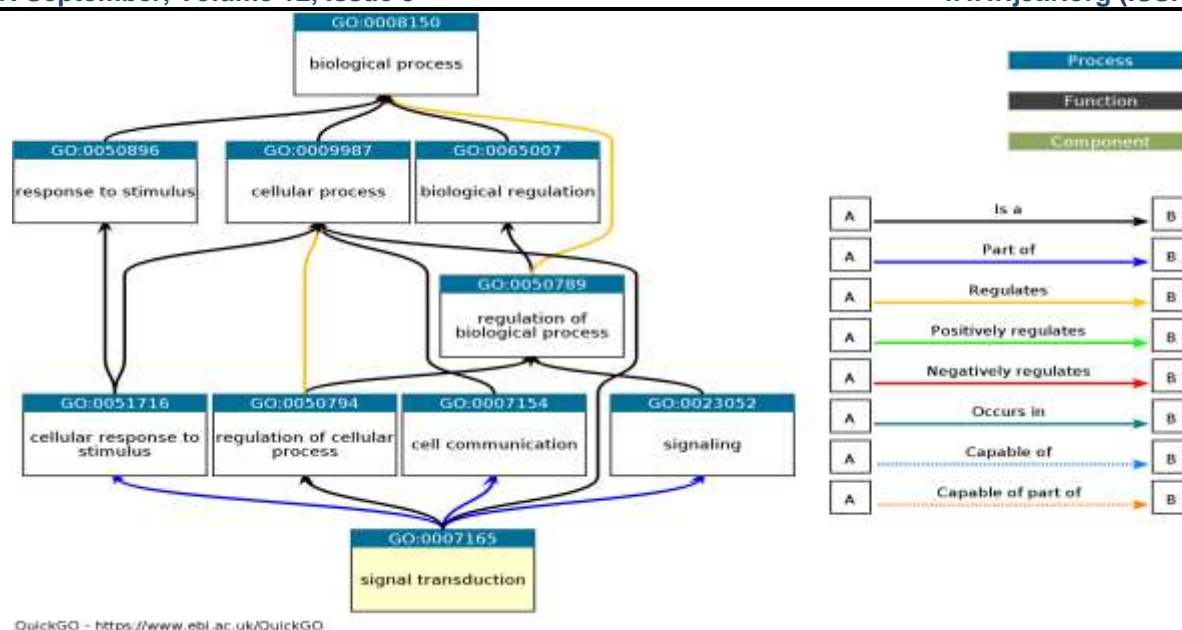 September, Volume 12, Issue
GO:0008150
biological process
Process
Function
Component
GO:0050896
response to stimulus
GO:0009987
cellular process
GO:0065007
biological regulation
A Is a B
A Part of B
GO:0050789
regulation of
biological process
A Regulates B
A Positively regulates B
A Negatively regulates B
GO:0051716
cellular response to
stimulus
GO:0050794
regulation of cellular
process
GO:0007154
cell communication
GO:0023052
signaling
A Occurs in B
A Capable of B
A Capable of part of B
GO:0007165
signal transduction
QuickGO - https://www.ebi.ac.uk/QuickGO